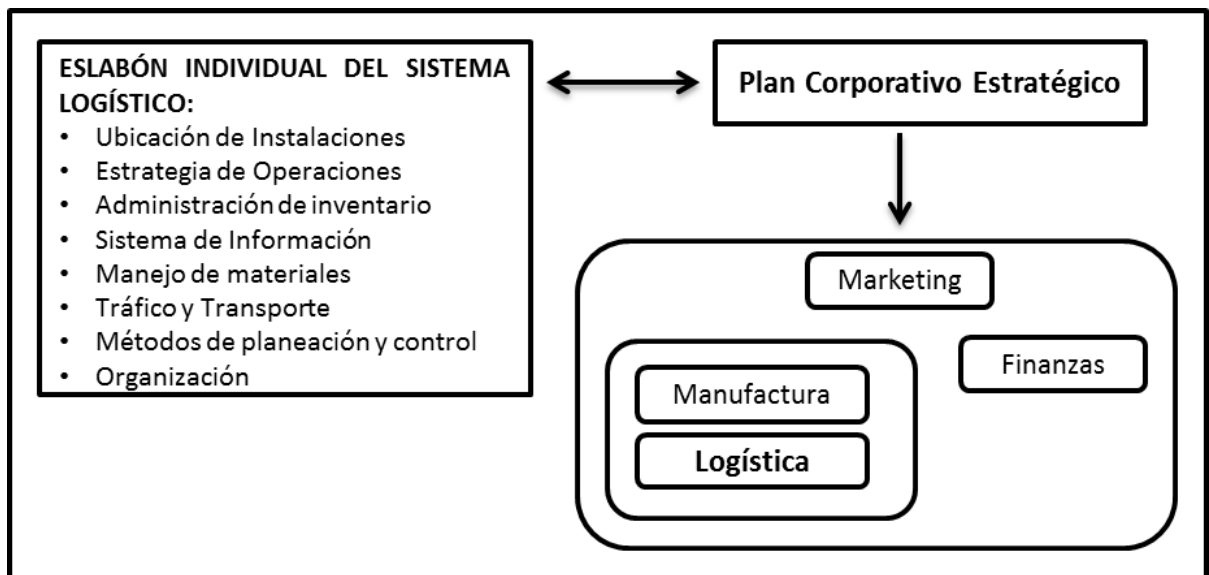 ESLABÓN INDIVIDUAL DEL SISTEMA
LOGÍSTICO:
• Ubicación de Instalaciones
• Estrategia de Operaciones
• Administración de inventario
• Sistema de Información
• Manejo de materiales
• Tráfico y Transporte
• Métodos de planeación y control
• Organización
Plan Corporativo Estratégico
Marketing
Finanzas
Manufactura
Logística